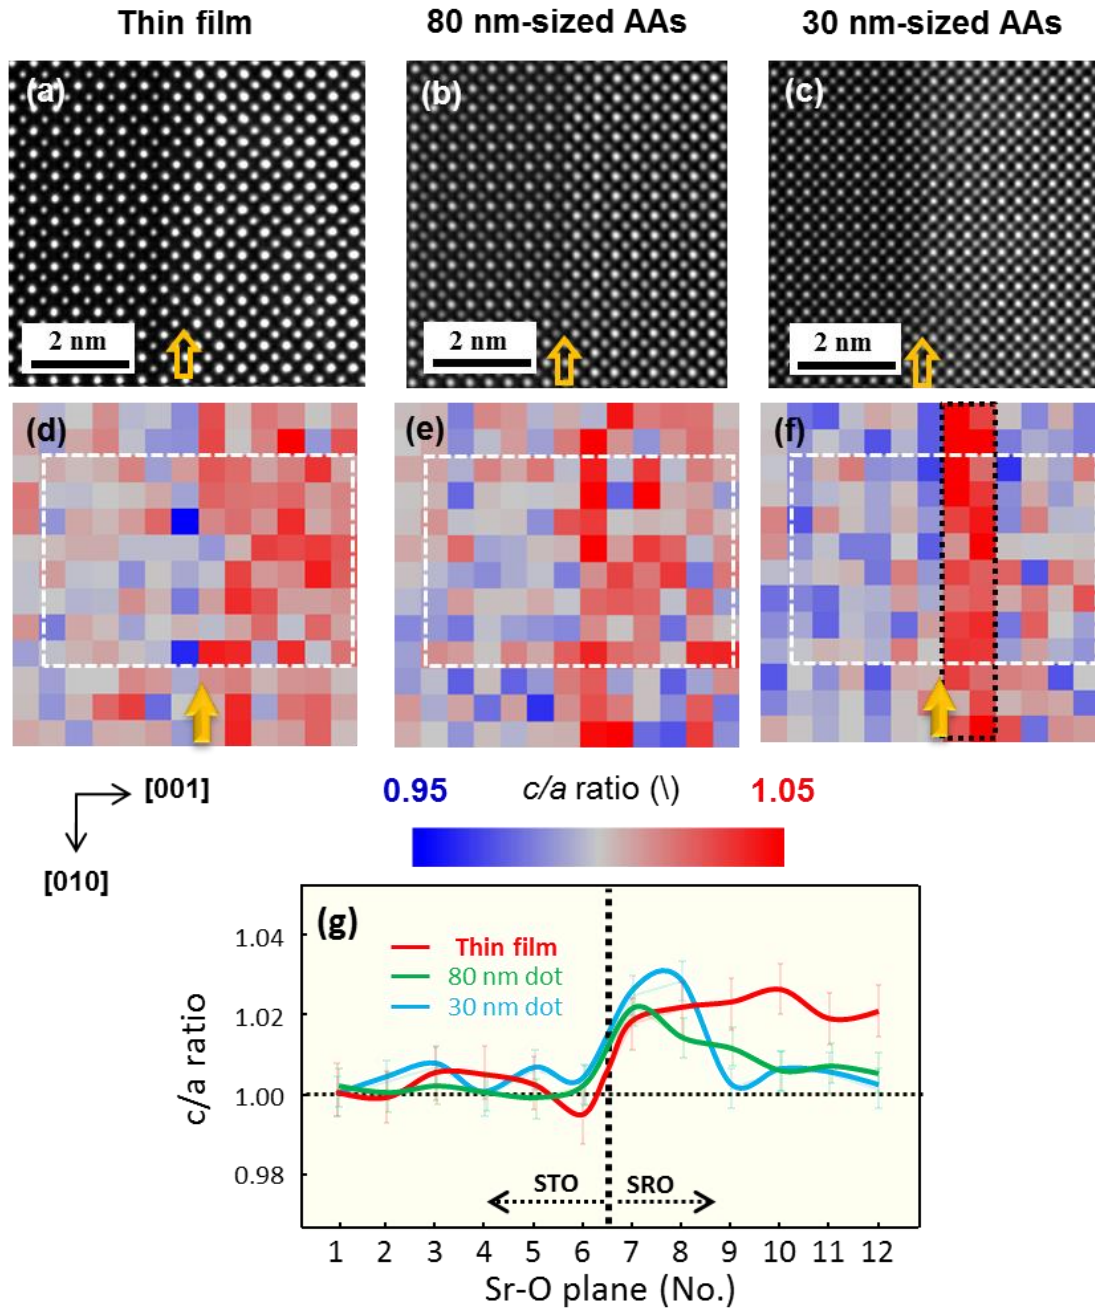 Thin film 80 nm-sized AAs 30 nm-sized AAs
(a) (b) (c)
2 nm 2 nm 2 nm
(d) (e) (f)
[001]
[010]
0.95 c/a ratio (\) 1.05
(g)
Thin film
80 nm dot
30 nm dot
c/a ratio
1.04
1.02
1.00
0.98
STO SRO
1 2 3 4 5 6 7 8 9 10 11 12
Sr-O plane (No.)